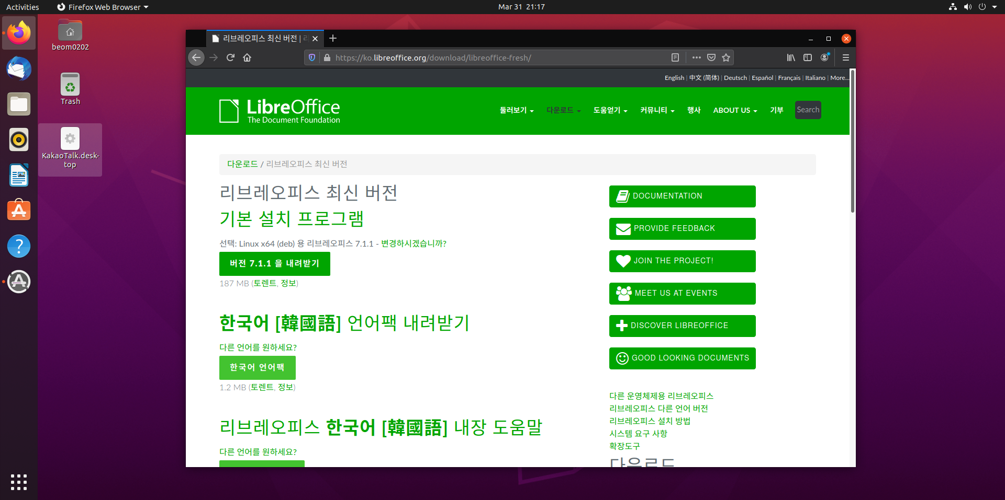 Activities
Firefox Web Browser
Mar 31 21:17
beom0202
Trash
KakaoTalk.desk-
top
리브레오피스 최신 버전 |
https://ko.libreoffice.org/download/libreoffice-fresh/
English | 中文 (简体) | Deutsch | Español | Français | Italiano | More...
LibreOffice
The Document Foundation
둘러보기
다운로드
도움얻기
커뮤니티
행사
ABOUT US
기부
Search
다운로드 / 리브레오피스 최신 버전
리브레오피스 최신 버전
기본 설치 프로그램
선택: Linux x64 (deb) 용 리브레오피스 7.1.1 - 변경하시겠습니까?
버전 7.1.1 을 내려받기
187 MB (토렌트, 정보)
한국어 [韓國語] 언어팩 내려받기
다른 언어를 원하세요?
한국어 언어팩
1.2 MB (토렌트, 정보)
리브레오피스 한국어 [韓國語] 내장 도움말
다른 언어를 원하세요?
DOCUMENTATION
PROVIDE FEEDBACK
JOIN THE PROJECT!
MEET US AT EVENTS
DISCOVER LIBREOFFICE
GOOD LOOKING DOCUMENTS
다른 운영체제용 리브레오피스
리브레오피스 다른 언어 버전
리브레오피스 설치 방법
시스템 요구 사항
확장도구
다운로드